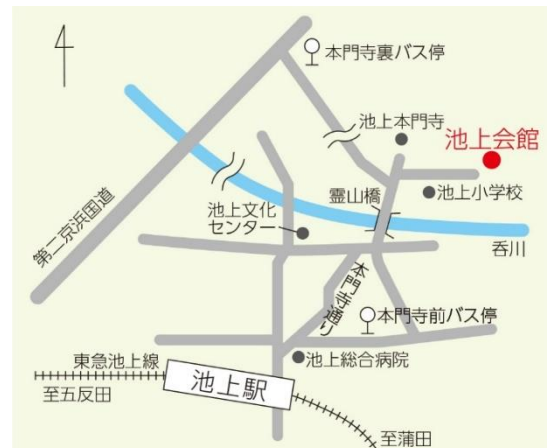 本門寺裏バス停
池上本門寺
池上会館
池上小学校
霊山橋
池上文化
センター
呑川
第二京浜国道
本門寺通り
本門寺前バス停
池上総合病院
東急池上線
池上駅
至五反田
至蒲田